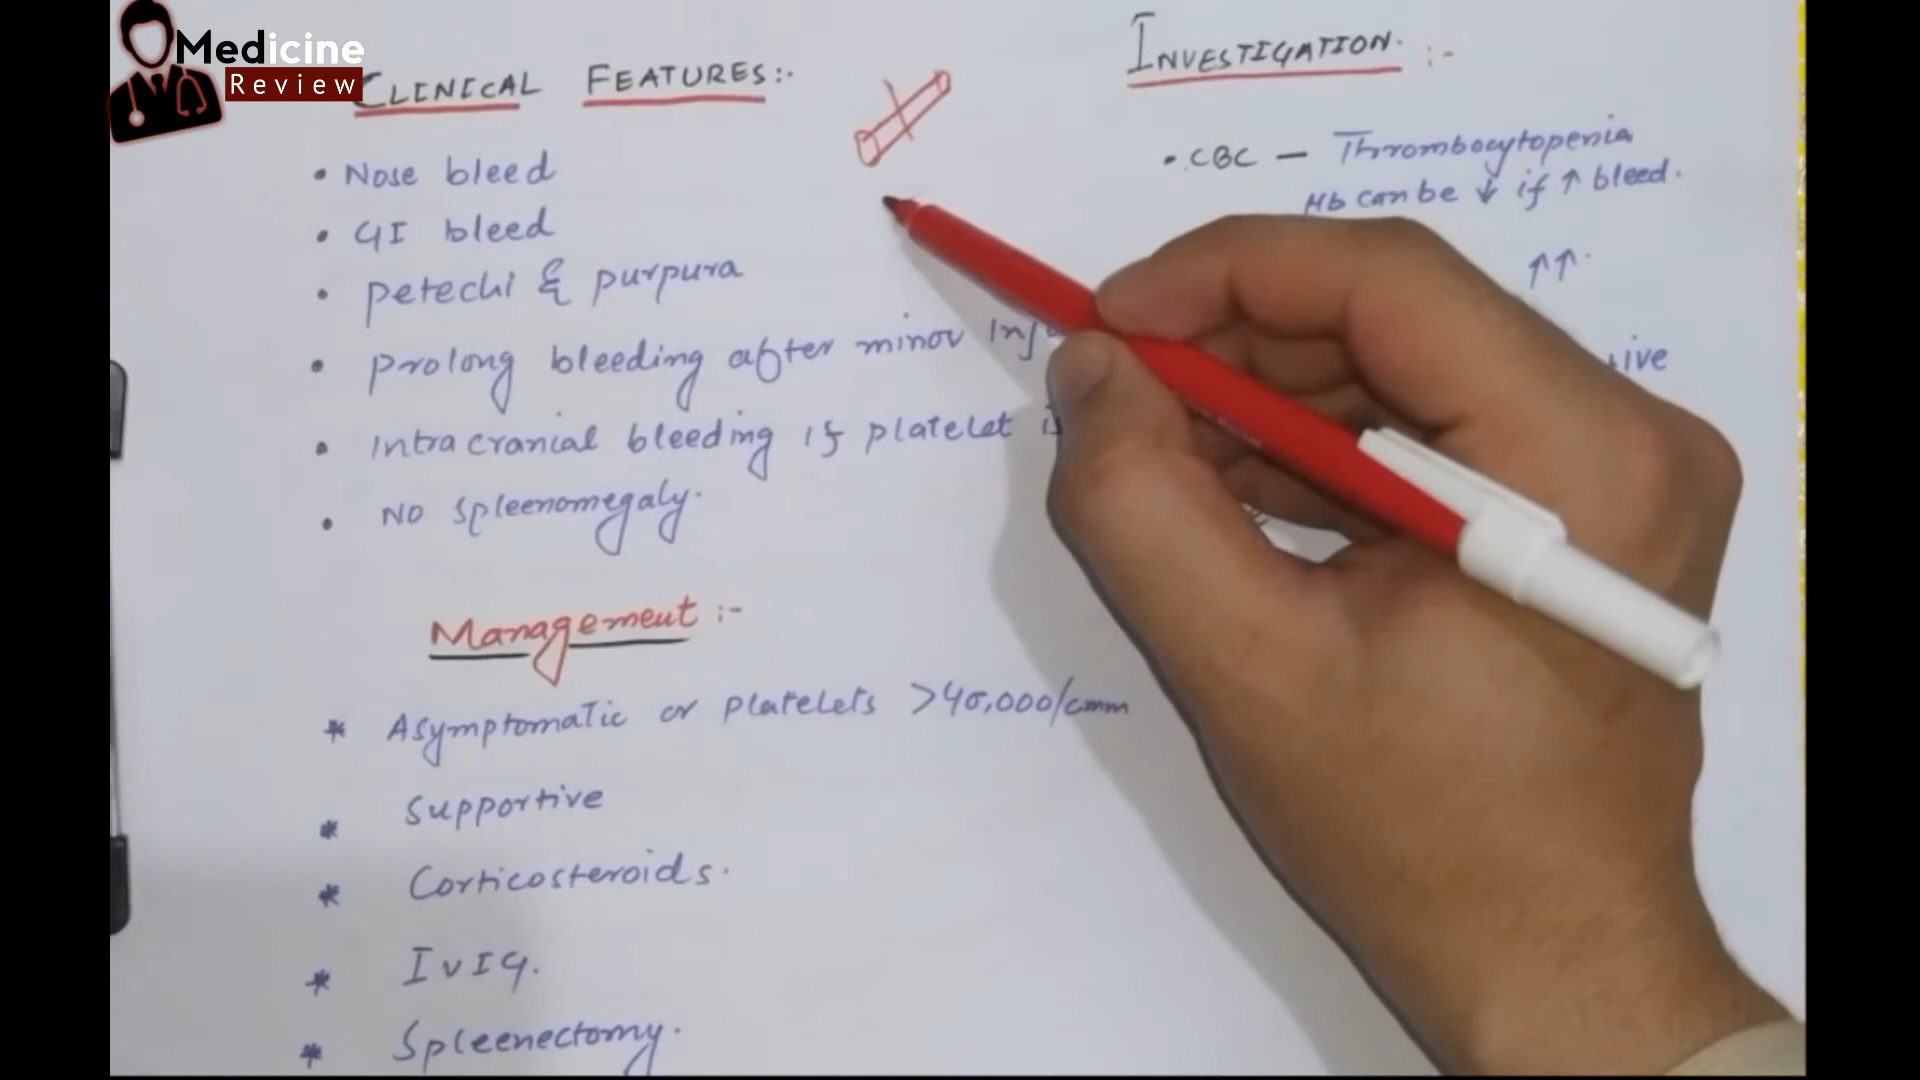 Medicine
Review
CLINICAL FEATURES:-
• Nose bleed
• GI bleed
• Petechi & purpura
• Prolong bleeding after minor
• Intracranial bleeding if platelet
• NO Spleenomegaly.
Management :-
* Asymptomatic or platelets >40,000/cmm
* Supportive
* Corticosteroids.
* IVIG.
* Spleenectomy.
INVESTIGATION :-
• CBC — Thrombocytopenia
Hb can be ↓ if ↑ bleed.
↑↑